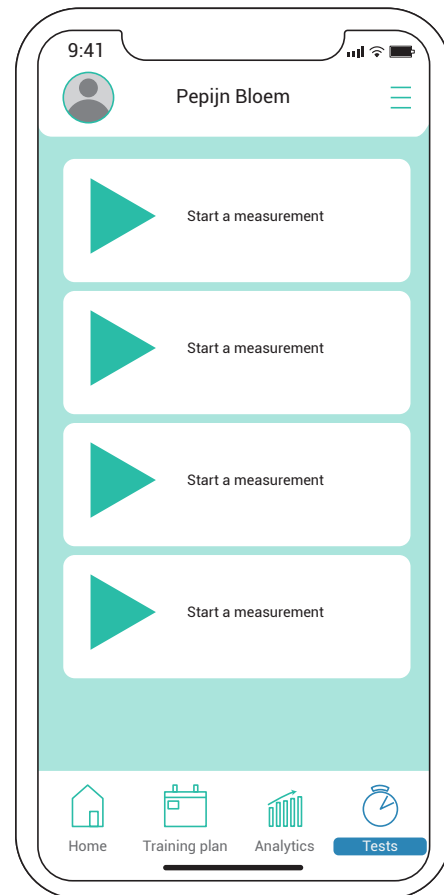 9:41
Pepijn Bloem
Start a measurement
Start a measurement
Start a measurement
Start a measurement
Home Training plan Analytics Tests